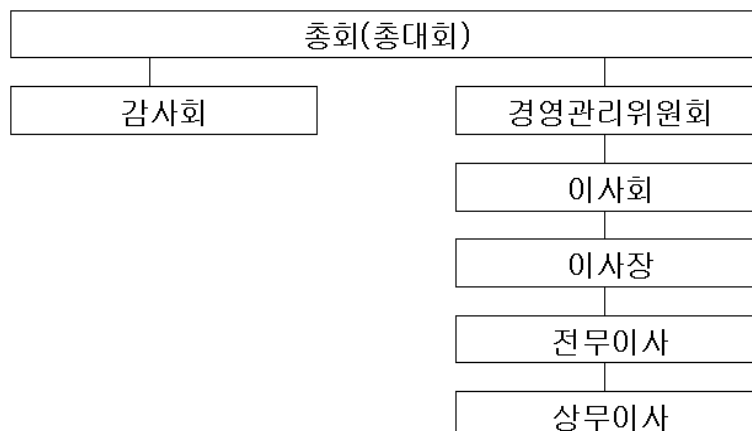 총회(총대회)
감사회
경영관리위원회
이사회
이사장
전무이사
상무이사